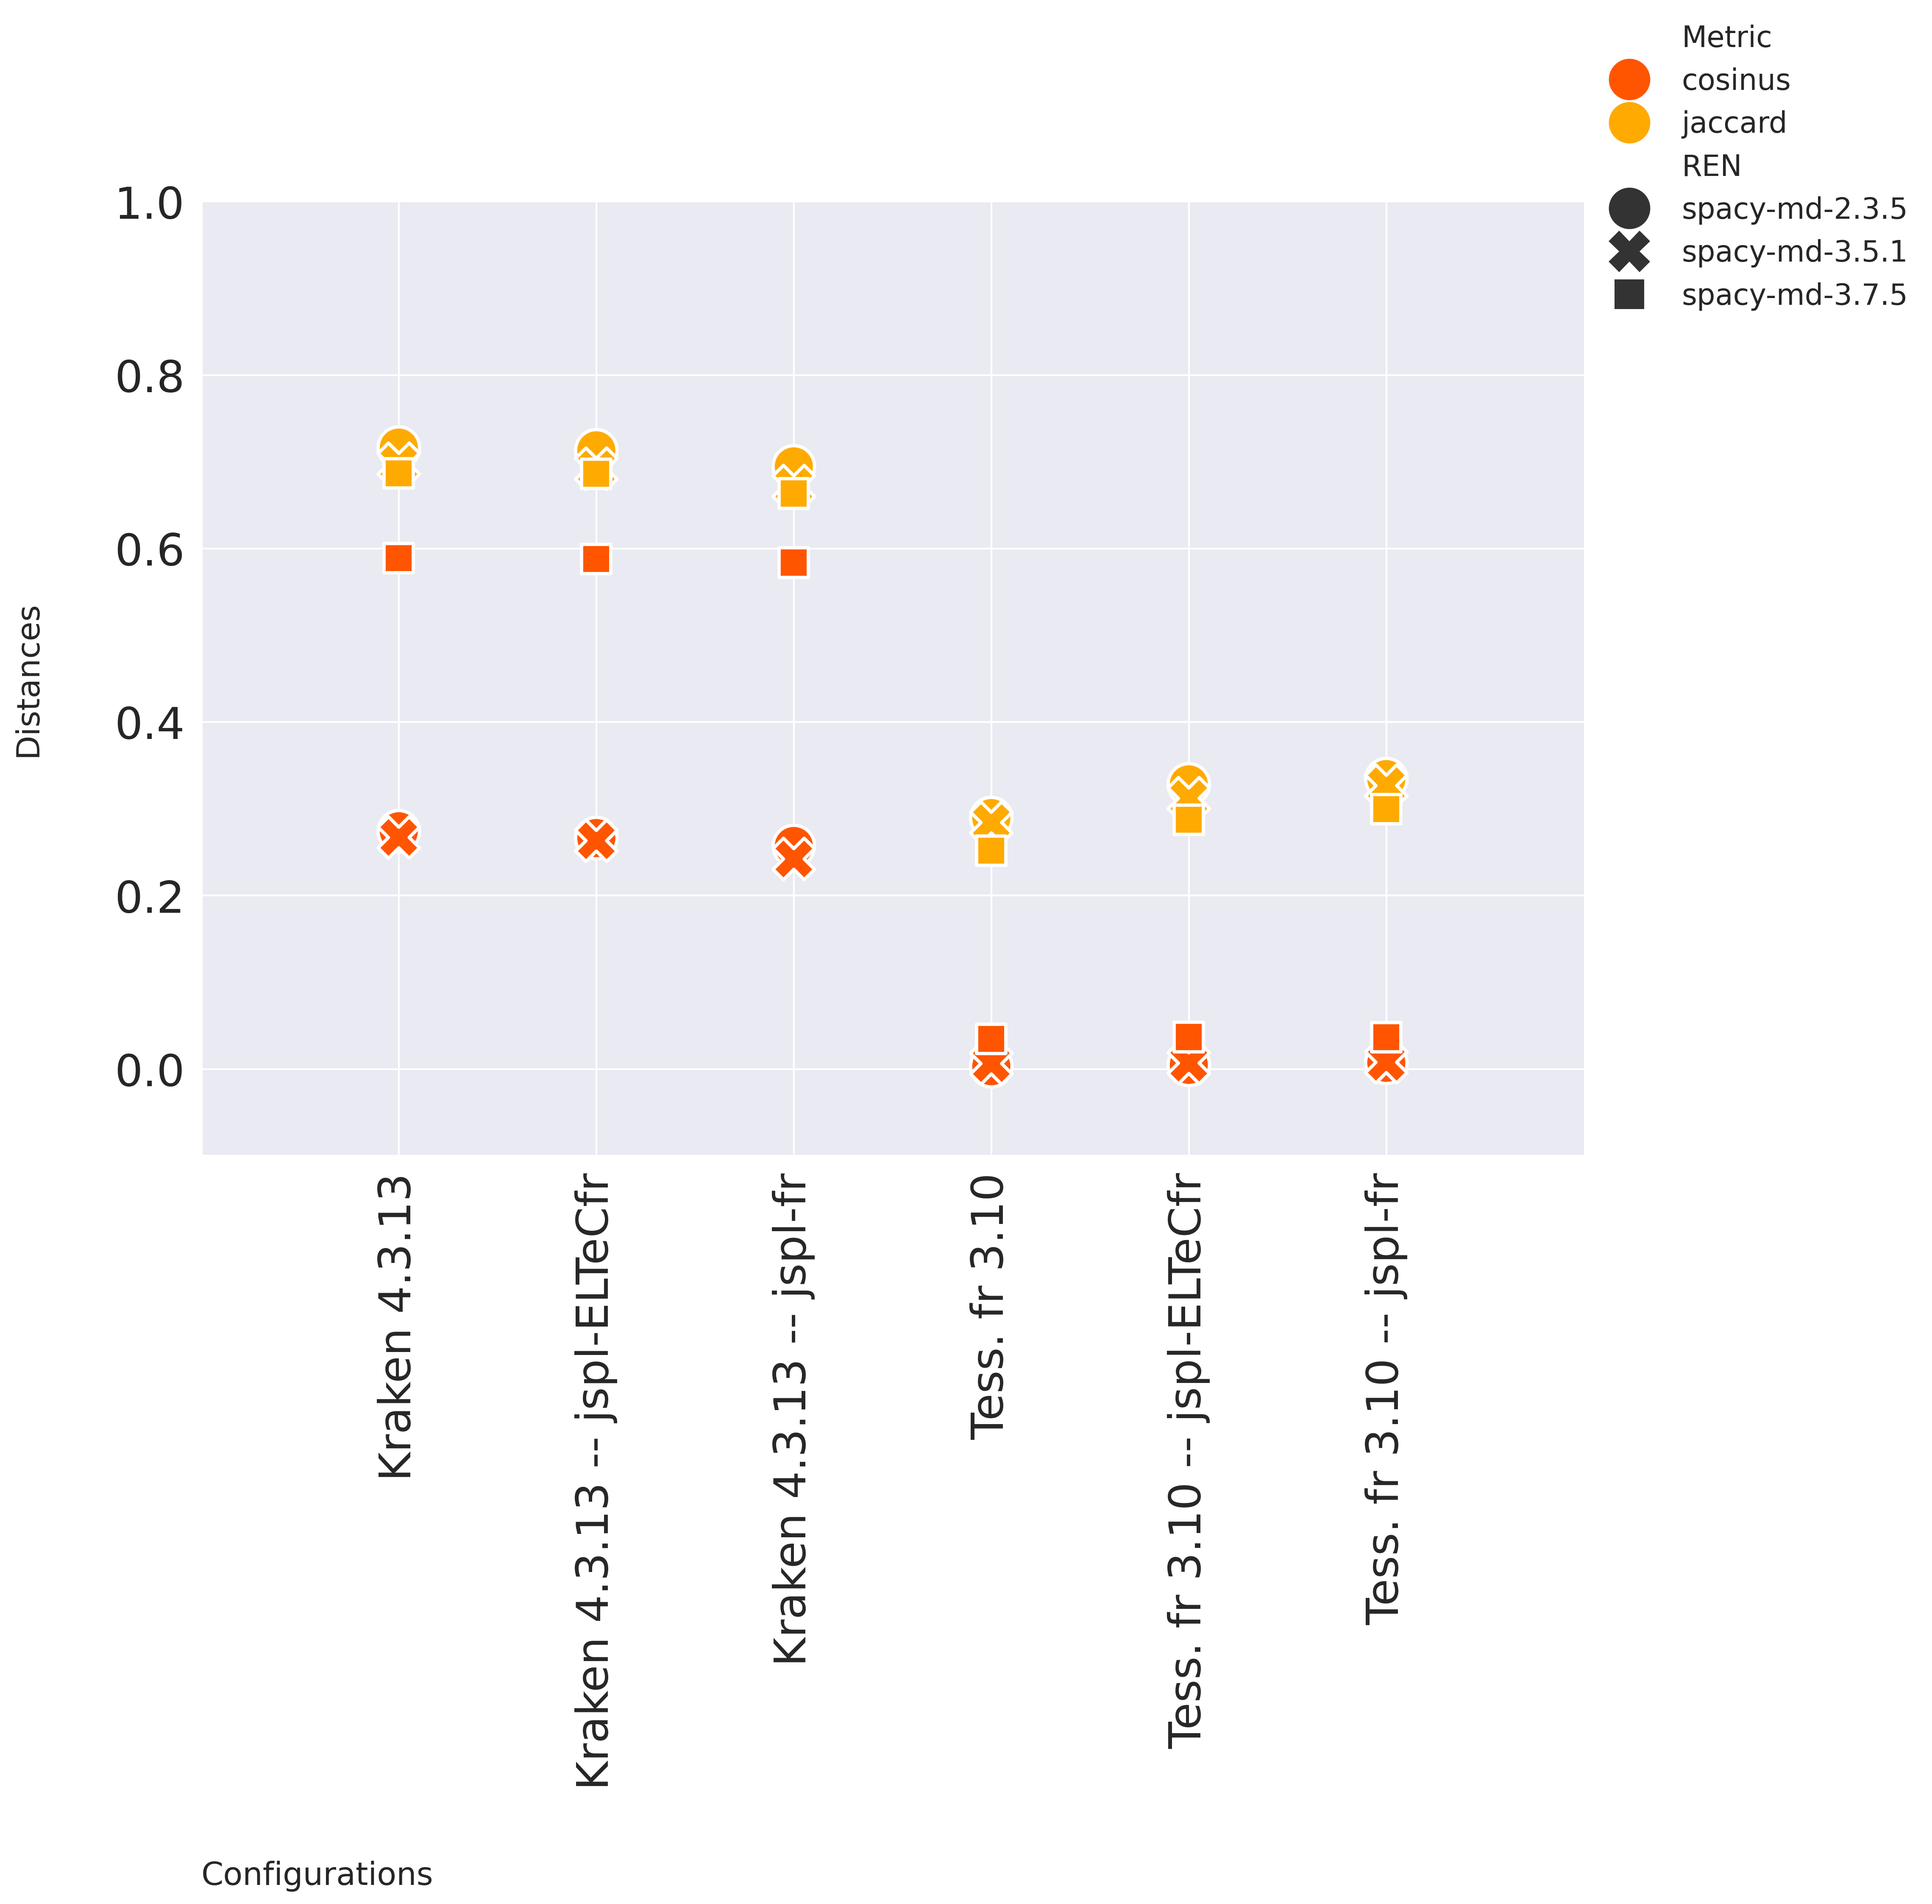 Metric
cosinus
jaccard
REN
spacy-md-2.3.5
spacy-md-3.5.1
spacy-md-3.7.5
Distances
1.0
0.8
0.6
0.4
0.2
0.0
Kraken 4.3.13
Kraken 4.3.13 -- jspl-ELTeCfr
Kraken 4.3.13 -- jspl-fr
Tess. fr 3.10
Tess. fr 3.10 -- jspl-ELTeCfr
Tess. fr 3.10 -- jspl-fr
Configurations